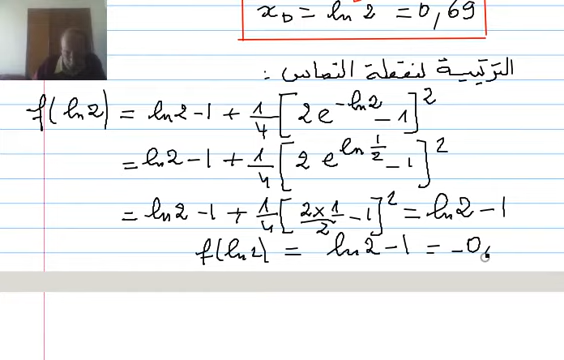 x_D = ln 2 = 0,69
الترتيبة لنقطة التماس :
f(ln2) = ln2 - 1 + 1/4 [2e^{-ln2} - 1]^2
= ln2 - 1 + 1/4 [2 e^{ln 1/2} - 1]^2
= ln2 - 1 + 1/4 [2×1/2 - 1]^2 = ln2 - 1
f(ln2) = ln2 - 1 = -0,